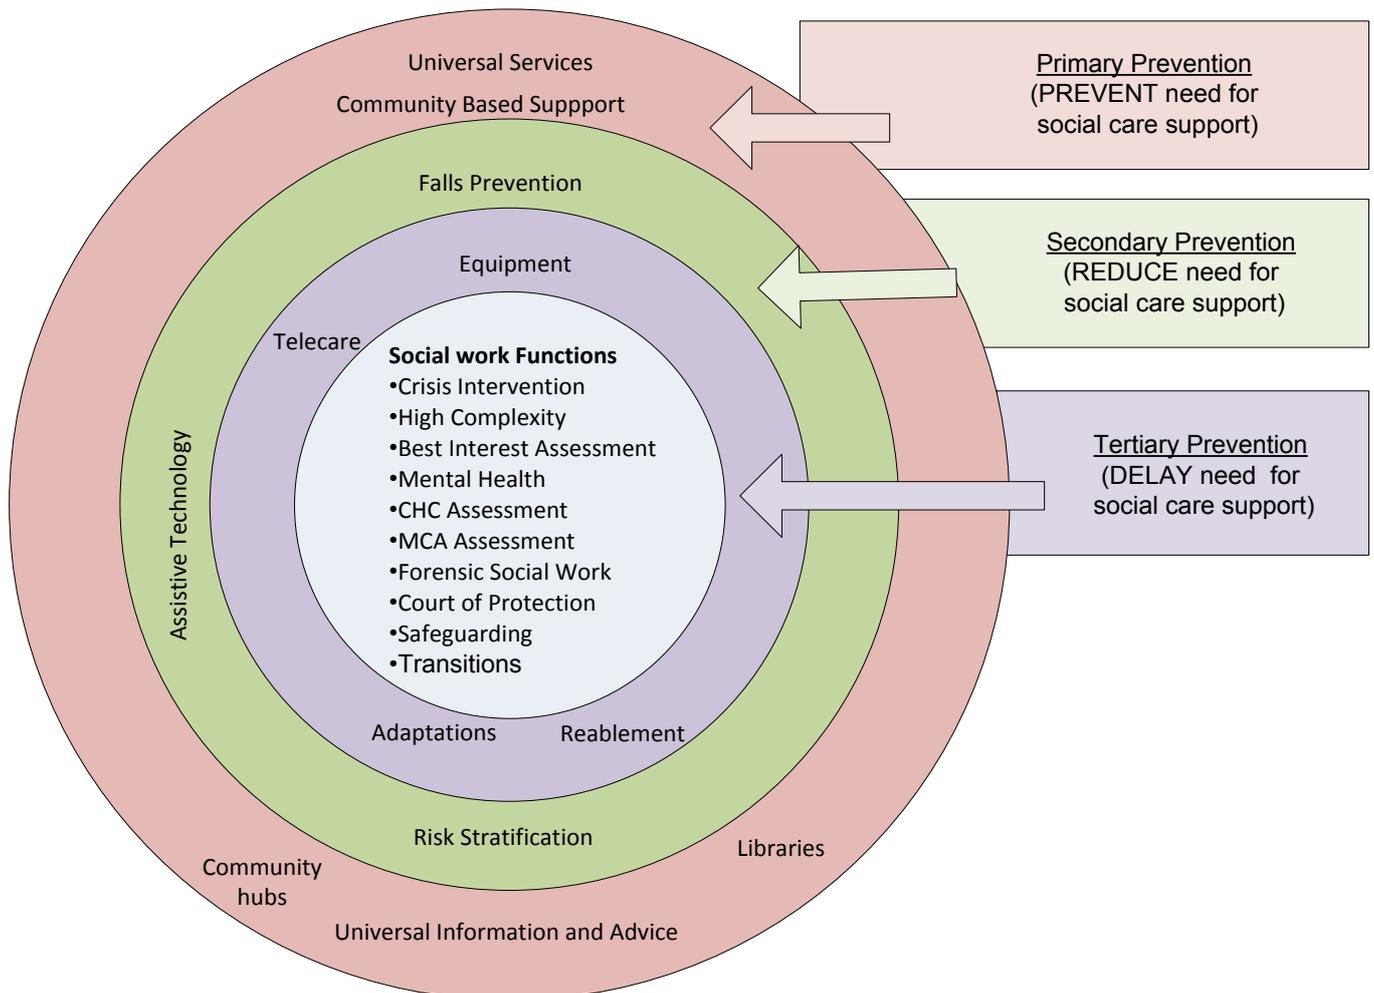 Universal Services
Community Based Suppport
Falls Prevention
Equipment
Telecare
Social work Functions
•Crisis Intervention
•High Complexity
•Best Interest Assessment
•Mental Health
•CHC Assessment
•MCA Assessment
•Forensic Social Work
•Court of Protection
•Safeguarding
•Transitions
Assistive Technology
Adaptations
Reablement
Risk Stratification
Libraries
Community
hubs
Universal Information and Advice
Primary Prevention
(PREVENT need for
social care support)
Secondary Prevention
(REDUCE need for
social care support)
Tertiary Prevention
(DELAY need for
social care support)